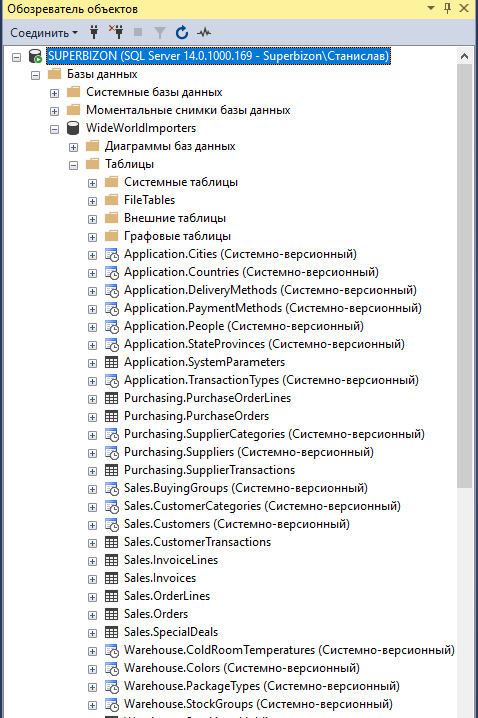 Обозреватель объектов
Соединить
SUPERBIZON (SQL Server 14.0.1000.169 - Superbizon\Станислав)
Базы данных
Системные базы данных
Моментальные снимки базы данных
WideWorldImporters
Диаграммы баз данных
Таблицы
Системные таблицы
FileTables
Внешние таблицы
Графовые таблицы
Application.Cities (Системно-версионный)
Application.Countries (Системно-версионный)
Application.DeliveryMethods (Системно-версионный)
Application.PaymentMethods (Системно-версионный)
Application.People (Системно-версионный)
Application.StateProvinces (Системно-версионный)
Application.SystemParameters
Application.TransactionTypes (Системно-версионный)
Purchasing.PurchaseOrderLines
Purchasing.PurchaseOrders
Purchasing.SupplierCategories (Системно-версионный)
Purchasing.Suppliers (Системно-версионный)
Purchasing.SupplierTransactions
Sales.BuyingGroups (Системно-версионный)
Sales.CustomerCategories (Системно-версионный)
Sales.Customers (Системно-версионный)
Sales.CustomerTransactions
Sales.InvoiceLines
Sales.Invoices
Sales.OrderLines
Sales.Orders
Sales.SpecialDeals
Warehouse.ColdRoomTemperatures (Системно-версионный)
Warehouse.Colors (Системно-версионный)
Warehouse.PackageTypes (Системно-версионный)
Warehouse.StockGroups (Системно-версионный)